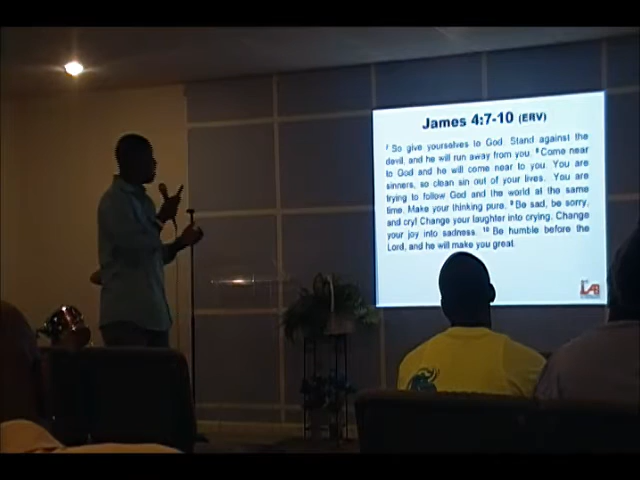 James 4:7-10 (ERV)
7 So give yourselves to God. Stand against the
devil, and he will run away from you. 8 Come near
to God and he will come near to you. You are
sinners, so clean sin out of your lives. You are
trying to follow God and the world at the same
time. Make your thinking pure. 9 Be sad, be sorry,
and cry! Change your laughter into crying. Change
your joy into sadness. 10 Be humble before the
Lord, and he will make you great.
LAB